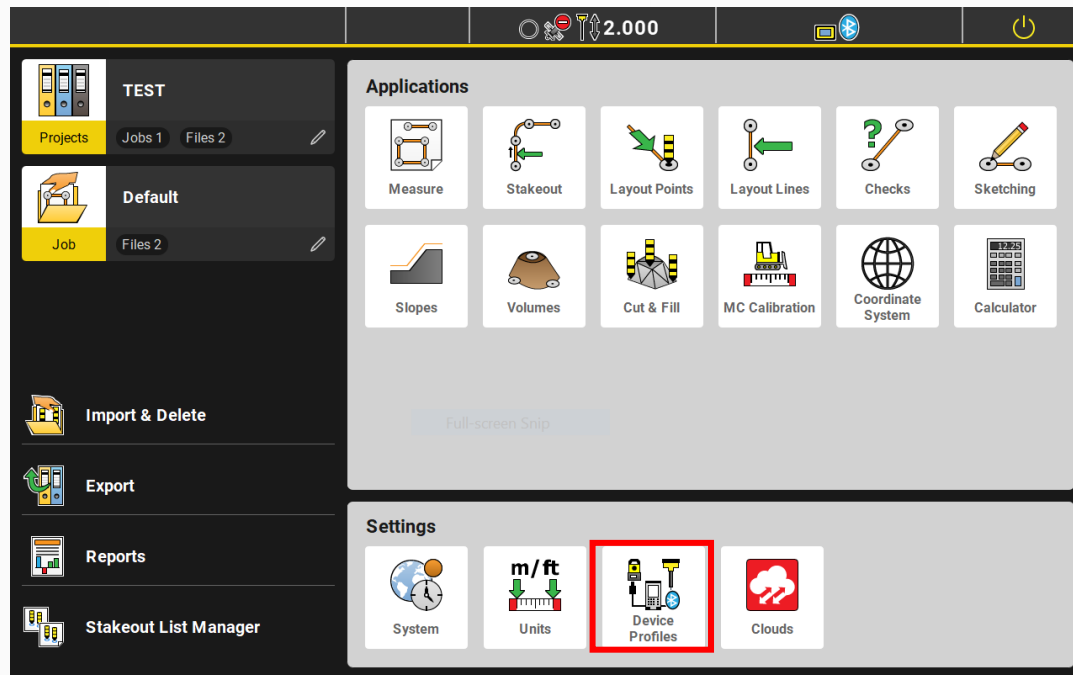 2.000
TEST
Projects
Jobs 1
Files 2
Default
Job
Files 2
Import & Delete
Export
Reports
Stakeout List Manager
Applications
Measure
Stakeout
Layout Points
Layout Lines
?
Checks
Sketching
Slopes
Volumes
Cut & Fill
MC Calibration
Coordinate
System
12.25
Calculator
Full-screen Snip
Settings
System
m/ft
Units
Device
Profiles
Clouds